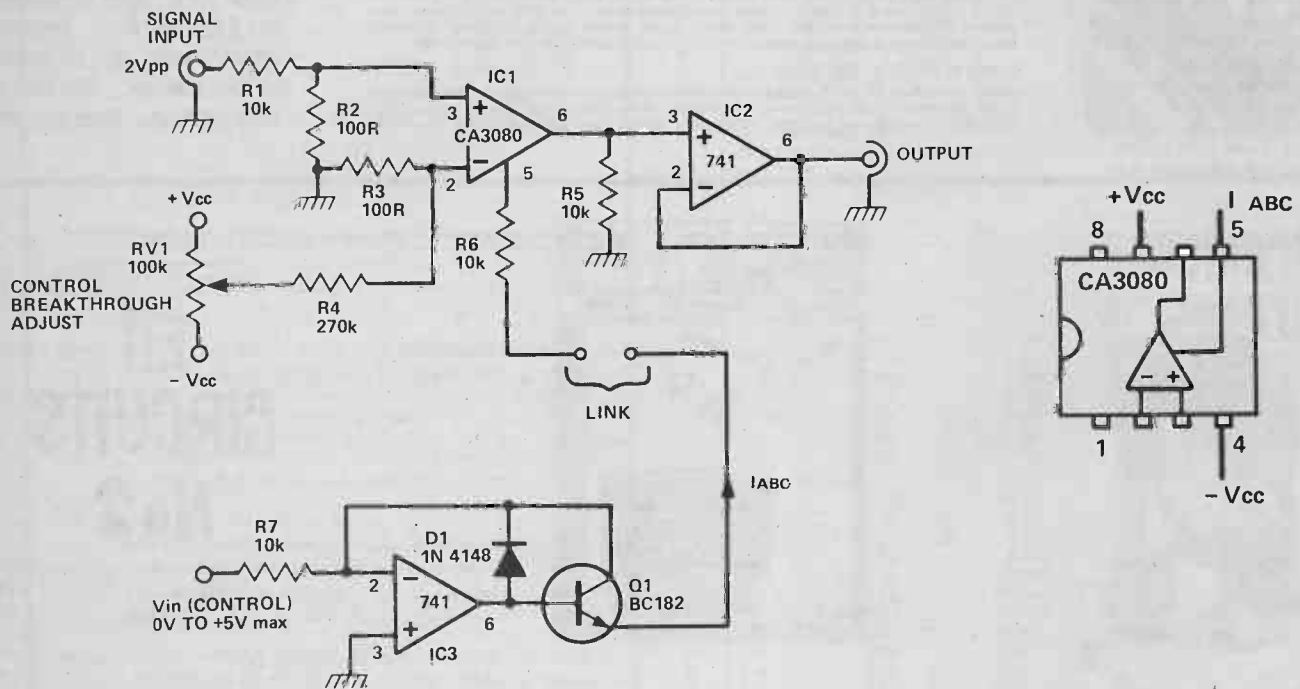 SIGNAL
INPUT
2Vpp
R1
10k
R2
100R
R3
100R
IC1
3
+
CA3080
−
2
6
5
R5
10k
R6
10k
IC2
3
+
741
2
−
6
OUTPUT
+ Vcc
RV1
100k
CONTROL
BREAKTHROUGH
ADJUST
− Vcc
R4
270k
LINK
IABC
R7
10k
Vin (CONTROL)
0V TO +5V max
2
−
741
+
3
6
IC3
D1
1N 4148
Q1
BC182
+Vcc
I ABC
8
5
CA3080
− +
1
4
− Vcc